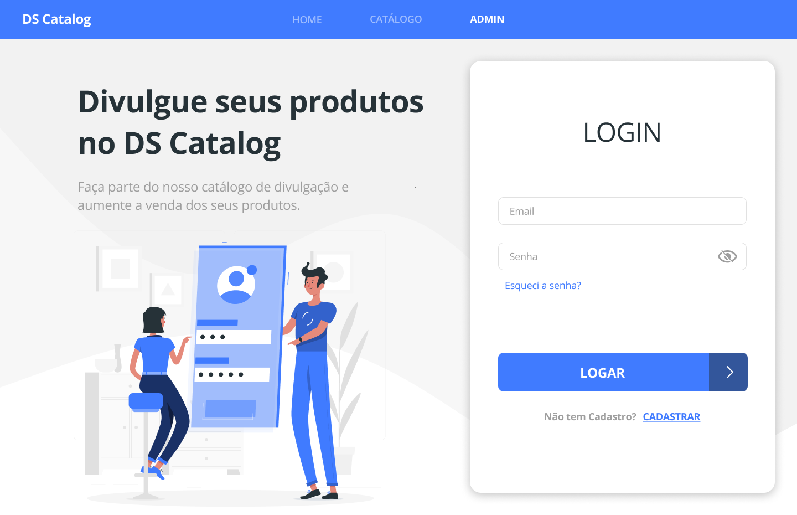 DS Catalog
HOME
CATÁLOGO
ADMIN
Divulgue seus produtos
no DS Catalog
Faça parte do nosso catálogo de divulgação e
aumente a venda dos seus produtos.
LOGIN
Email
Senha
Esqueci a senha?
LOGAR
Não tem Cadastro? CADASTRAR